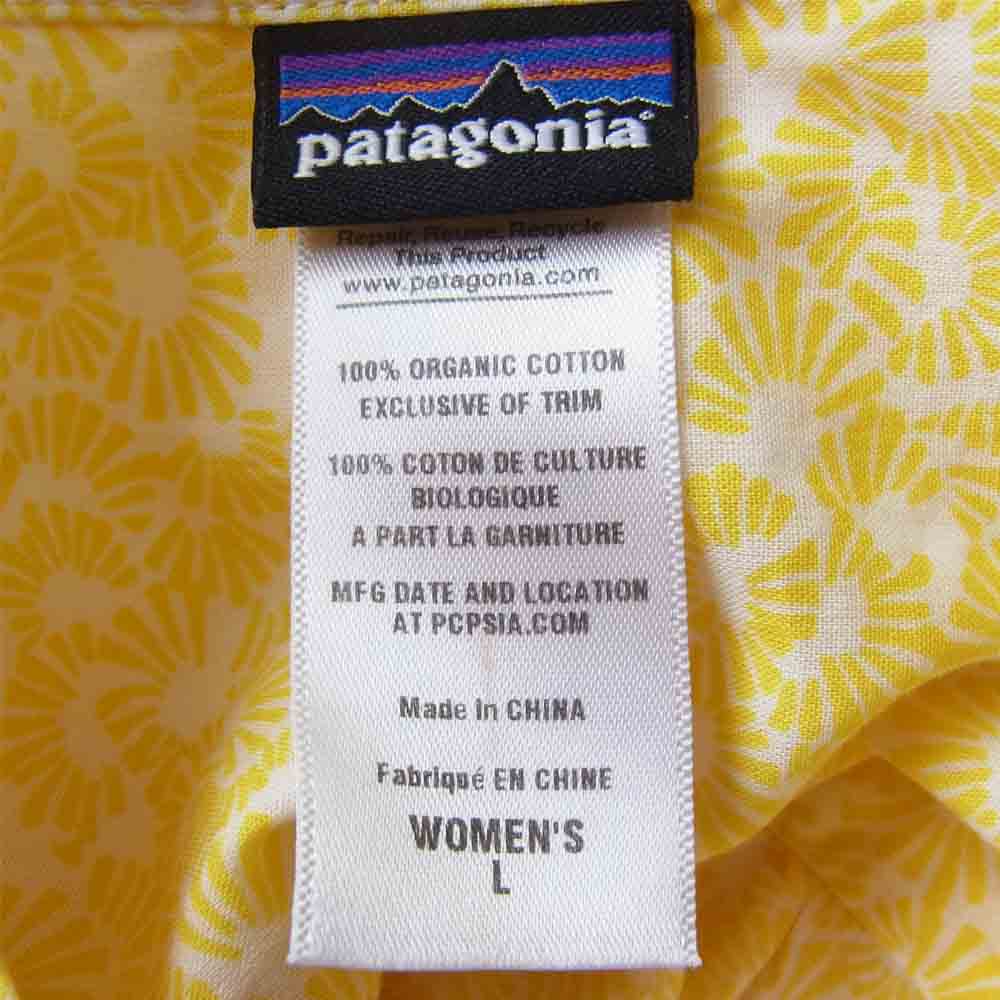 patagonia®
Repair, Reuse, Recycle
This Product
www.patagonia.com
100% ORGANIC COTTON
EXCLUSIVE OF TRIM
100% COTON DE CULTURE
BIOLOGIQUE
A PART LA GARNITURE
MFG DATE AND LOCATION
AT PCPSIA.COM
Made in CHINA
Fabriqué EN CHINE
WOMEN'S
L